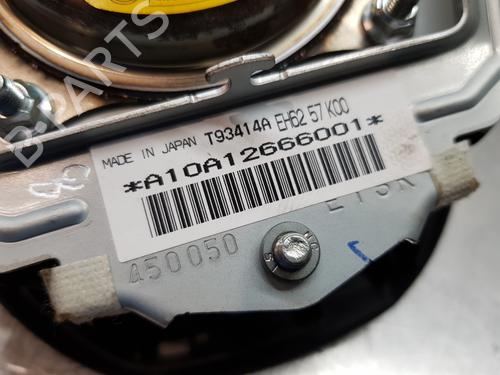 MADE IN JAPAN T93414A EH62 57 K00
*A10A12666001*
450050
B-PARTS